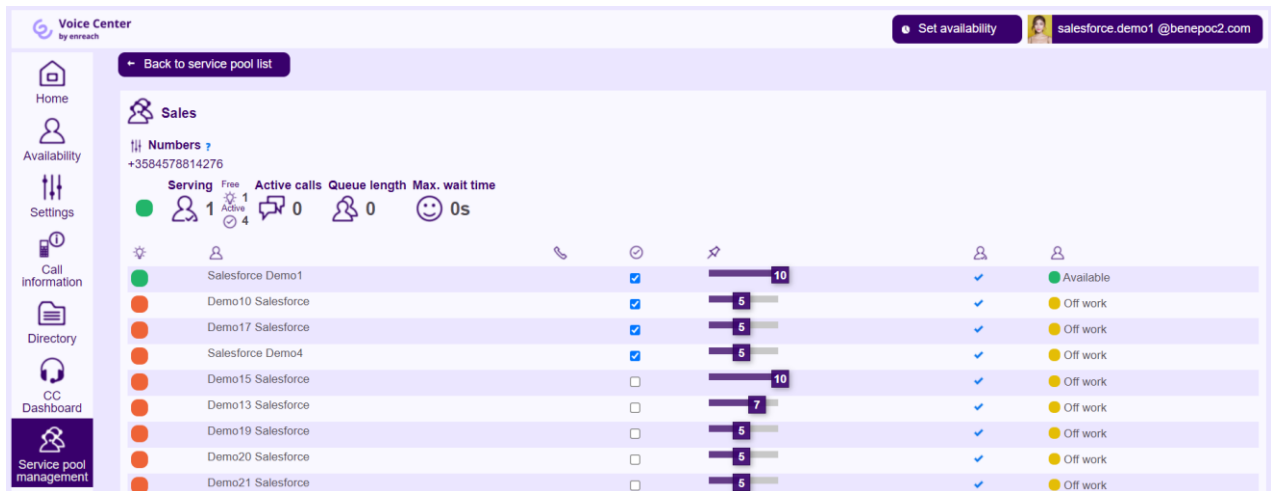 Voice Center
by enreach
Set availability
salesforce.demo1 @benepoc2.com
← Back to service pool list
Home
Availability
Settings
Call
information
Directory
CC
Dashboard
Service pool
management
Sales
Numbers ?
+3584578814276
Serving Free Active calls Queue length Max. wait time
1 1 Active 4 0 0 0s
Salesforce Demo1 10 Available
Demo10 Salesforce 5 Off work
Demo17 Salesforce 5 Off work
Salesforce Demo4 5 Off work
Demo15 Salesforce 10 Off work
Demo13 Salesforce 7 Off work
Demo19 Salesforce 5 Off work
Demo20 Salesforce 5 Off work
Demo21 Salesforce 5 Off work